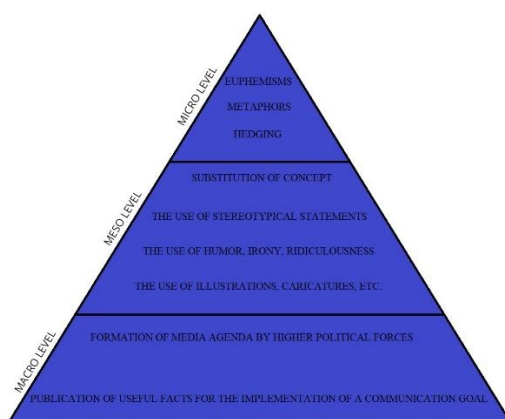 MICRO LEVEL
EUPHEMISMS
METAPHORS
HEDGING
MESO LEVEL
SUBSTITUTION OF CONCEPT
THE USE OF STEREOTYPICAL STATEMENTS
THE USE OF HUMOR, IRONY, RIDICULOUSNESS
THE USE OF ILLUSTRATIONS, CARICATURES, ETC.
MACRO LEVEL
FORMATION OF MEDIA AGENDA BY HIGHER POLITICAL FORCES
PUBLICATION OF USEFUL FACTS FOR THE IMPLEMENTATION OF A COMMUNICATION GOAL